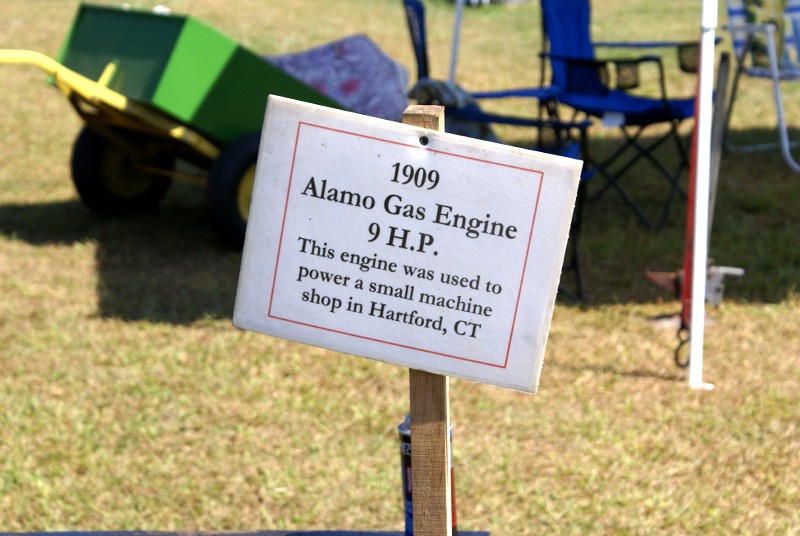 1909
Alamo Gas Engine
9 H.P.
This engine was used to
power a small machine
shop in Hartford, CT